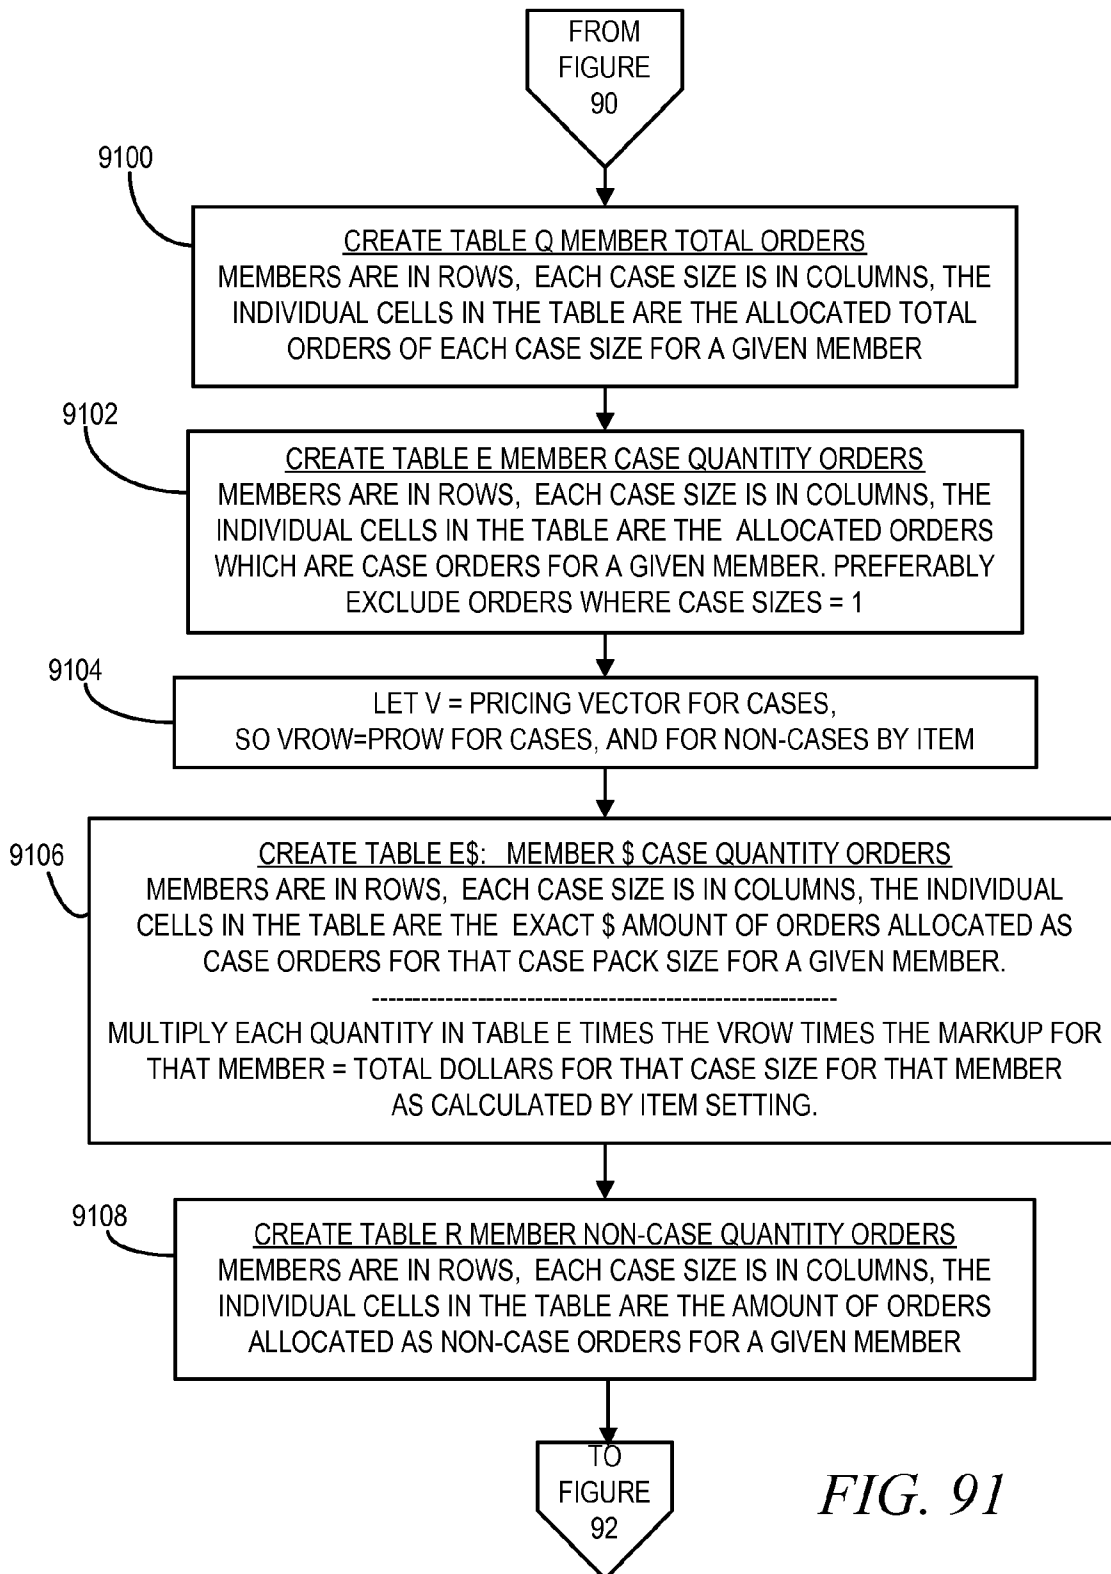 FROM
FIGURE
90
9100
CREATE TABLE Q MEMBER TOTAL ORDERS
MEMBERS ARE IN ROWS, EACH CASE SIZE IS IN COLUMNS, THE
INDIVIDUAL CELLS IN THE TABLE ARE THE ALLOCATED TOTAL
ORDERS OF EACH CASE SIZE FOR A GIVEN MEMBER
9102
CREATE TABLE E MEMBER CASE QUANTITY ORDERS
MEMBERS ARE IN ROWS, EACH CASE SIZE IS IN COLUMNS, THE
INDIVIDUAL CELLS IN THE TABLE ARE THE ALLOCATED ORDERS
WHICH ARE CASE ORDERS FOR A GIVEN MEMBER. PREFERABLY
EXCLUDE ORDERS WHERE CASE SIZES = 1
9104
LET V = PRICING VECTOR FOR CASES,
SO VROW=PROW FOR CASES, AND FOR NON-CASES BY ITEM
9106
CREATE TABLE E$: MEMBER $ CASE QUANTITY ORDERS
MEMBERS ARE IN ROWS, EACH CASE SIZE IS IN COLUMNS, THE INDIVIDUAL
CELLS IN THE TABLE ARE THE EXACT $ AMOUNT OF ORDERS ALLOCATED AS
CASE ORDERS FOR THAT CASE PACK SIZE FOR A GIVEN MEMBER.
---------------------------------------------------------
MULTIPLY EACH QUANTITY IN TABLE E TIMES THE VROW TIMES THE MARKUP FOR
THAT MEMBER = TOTAL DOLLARS FOR THAT CASE SIZE FOR THAT MEMBER
AS CALCULATED BY ITEM SETTING.
9108
CREATE TABLE R MEMBER NON-CASE QUANTITY ORDERS
MEMBERS ARE IN ROWS, EACH CASE SIZE IS IN COLUMNS, THE
INDIVIDUAL CELLS IN THE TABLE ARE THE AMOUNT OF ORDERS
ALLOCATED AS NON-CASE ORDERS FOR A GIVEN MEMBER
TO
FIGURE
92
FIG. 91